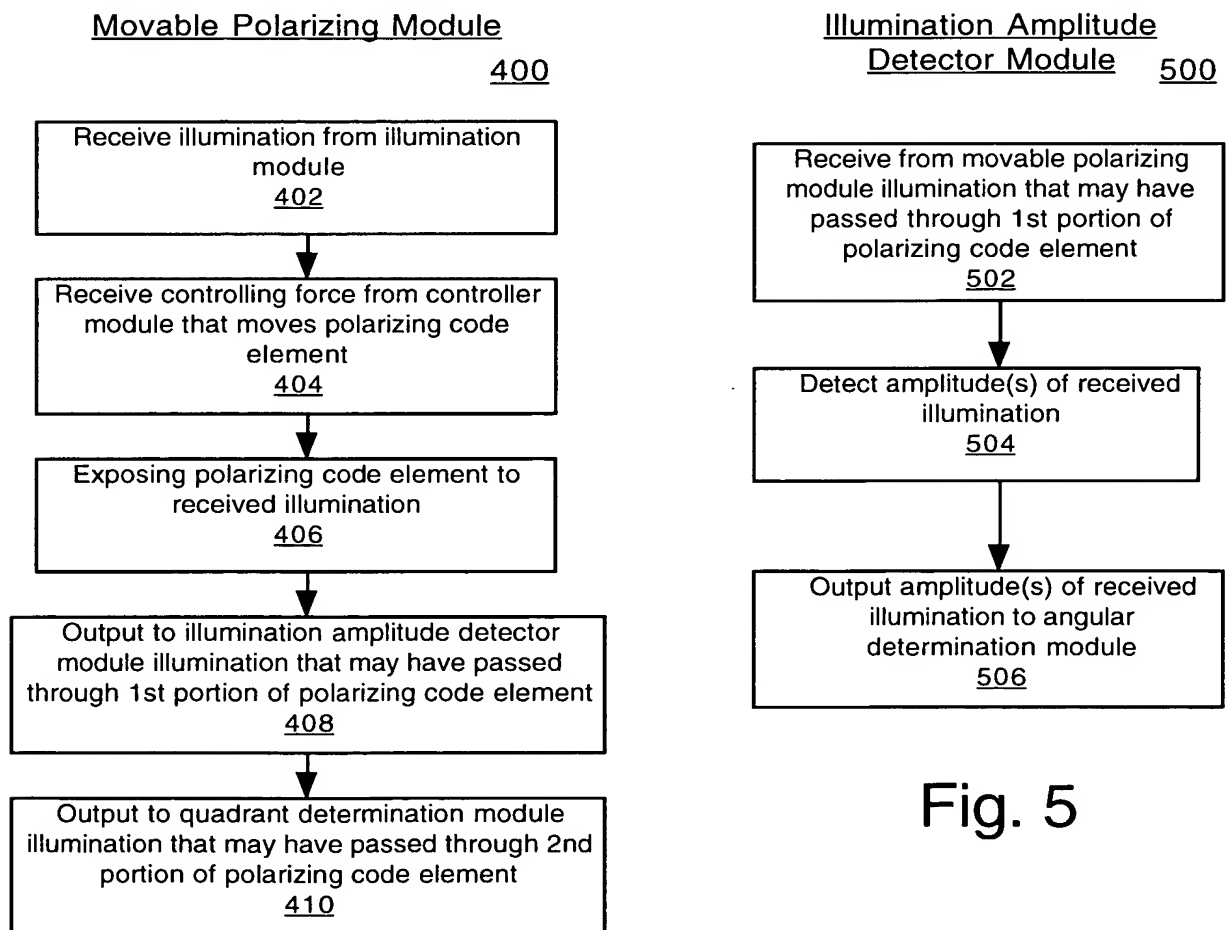 Movable Polarizing Module
400
Receive illumination from illumination
module
402
Receive controlling force from controller
module that moves polarizing code
element
404
Exposing polarizing code element to
received illumination
406
Output to illumination amplitude detector
module illumination that may have passed
through 1st portion of polarizing code element
408
Output to quadrant determination module
illumination that may have passed through 2nd
portion of polarizing code element
410
Illumination Amplitude
Detector Module
500
Receive from movable polarizing
module illumination that may have
passed through 1st portion of
polarizing code element
502
Detect amplitude(s) of received
illumination
504
Output amplitude(s) of received
illumination to angular
determination module
506
Fig. 5